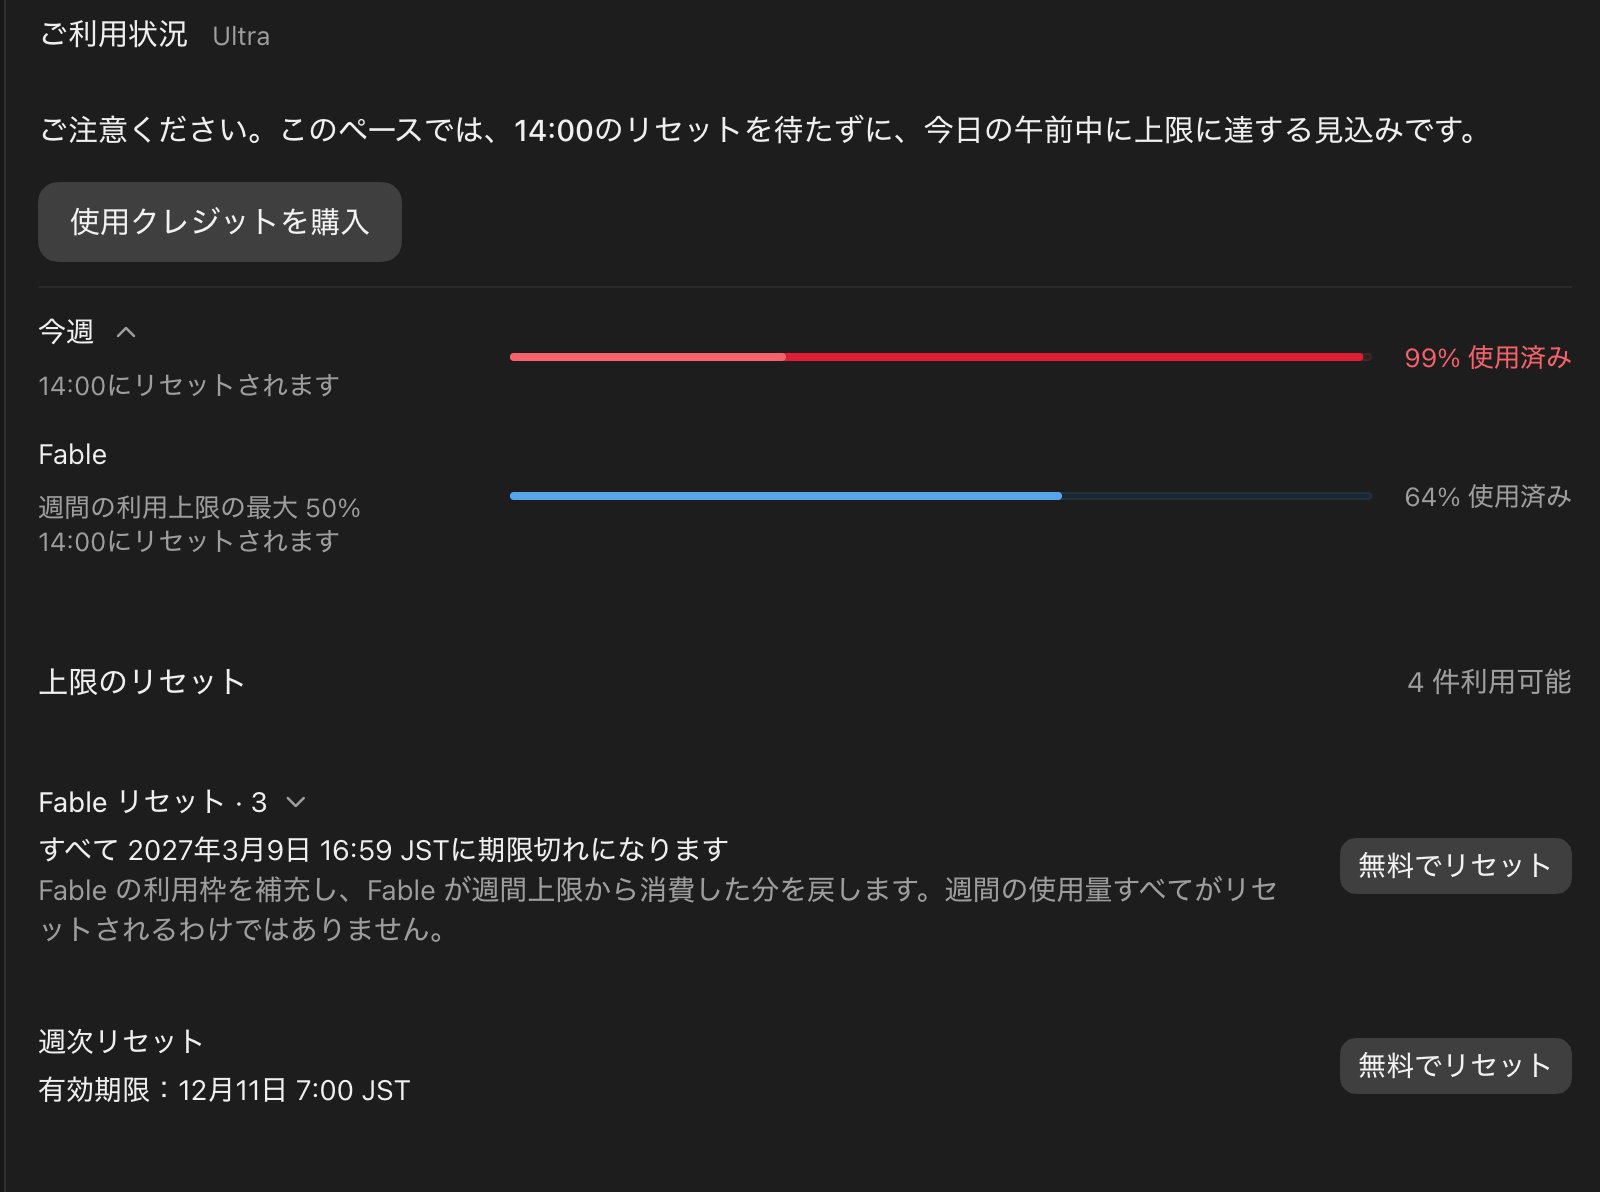 ご利用状況 Ultra
ご注意ください。このペースでは、14:00のリセットを待たずに、今日の午前中に上限に達する見込みです。
使用クレジットを購入
今週
99% 使用済み
14:00にリセットされます
Fable
週間の利用上限の最大 50%
64% 使用済み
14:00にリセットされます
上限のリセット
4 件利用可能
Fable リセット · 3
すべて 2027年3月9日 16:59 JSTに期限切れになります
無料でリセット
Fable の利用枠を補充し、Fable が週間上限から消費した分を戻します。週間の使用量すべてがリセ
ットされるわけではありません。
週次リセット
無料でリセット
有効期限：12月11日 7:00 JST